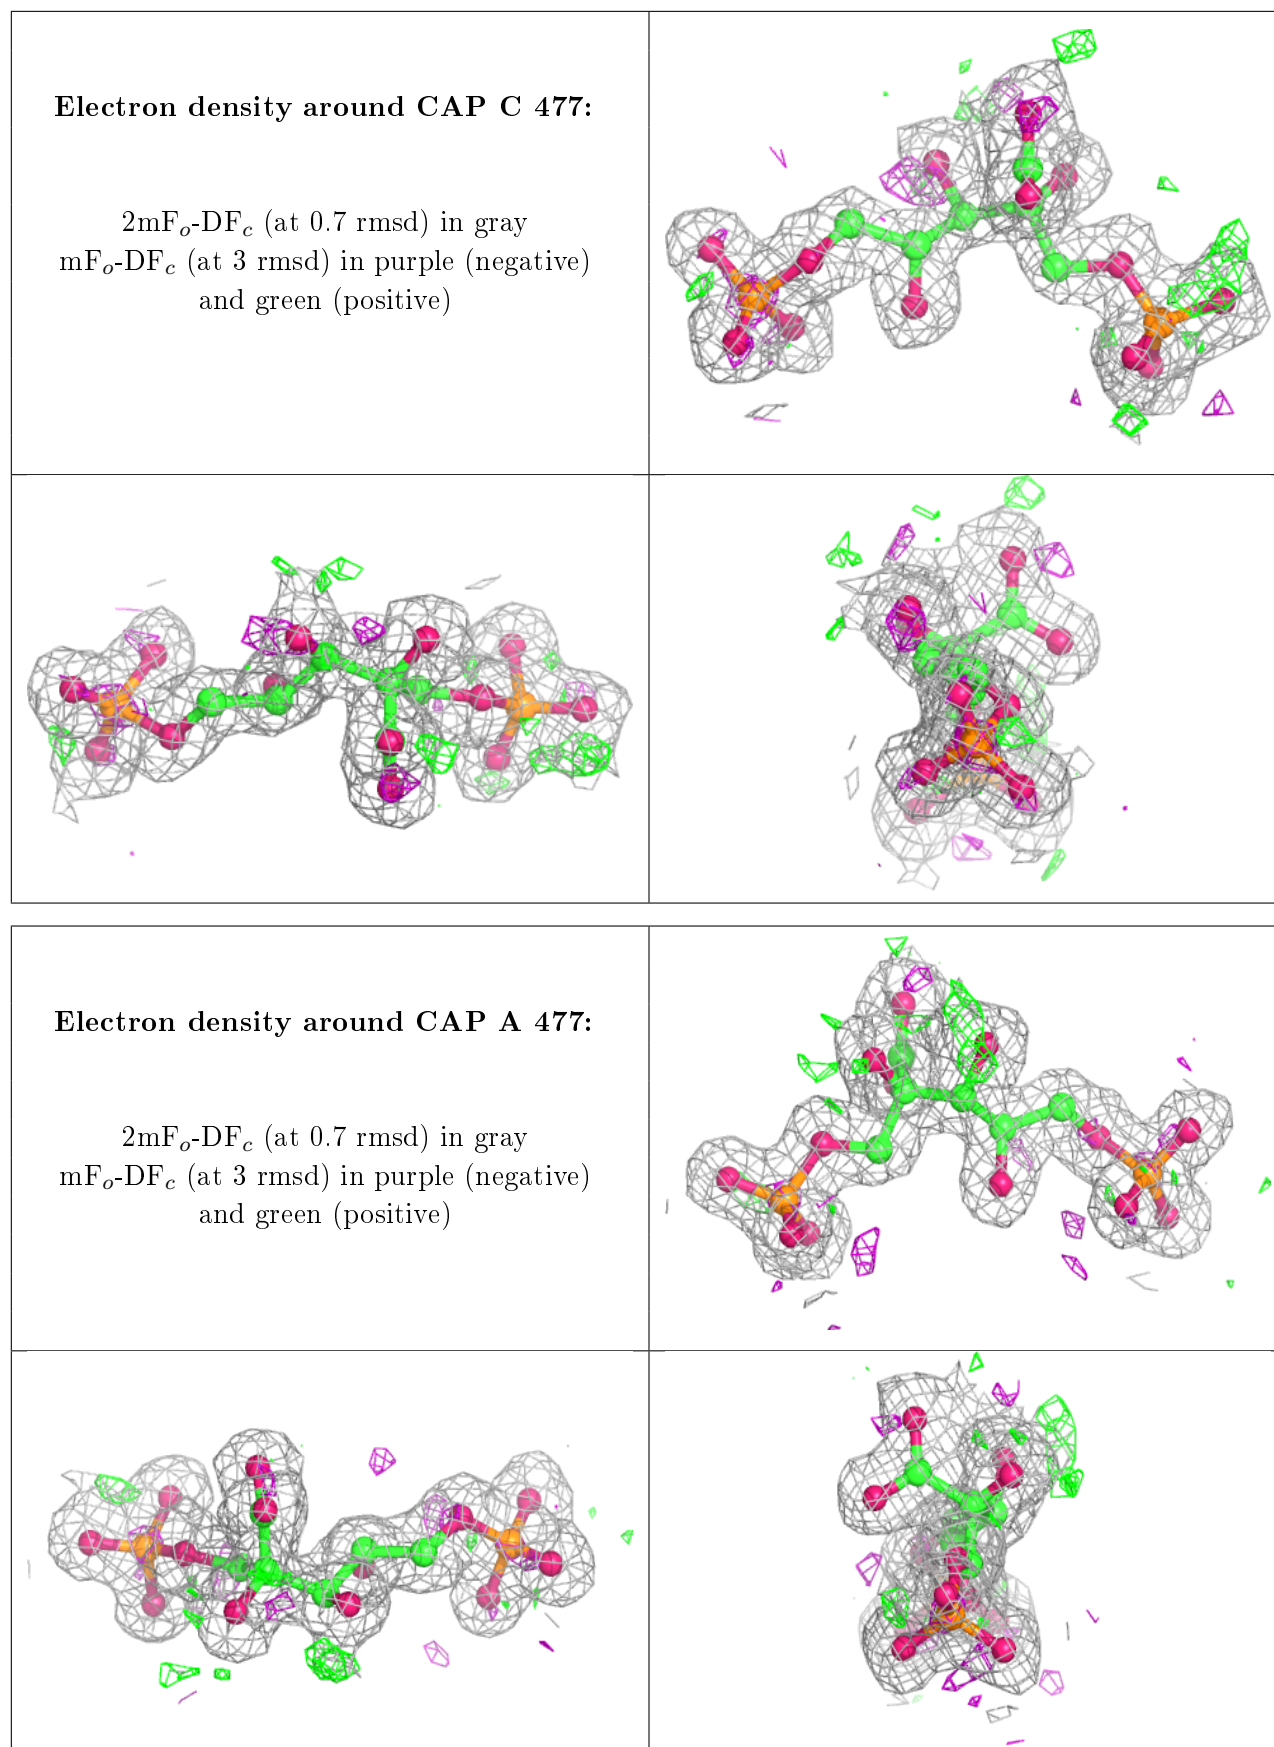 Electron density around CAP C 477:
2mFo-DFc (at 0.7 rmsd) in gray
mFo-DFc (at 3 rmsd) in purple (negative)
and green (positive)
Electron density around CAP A 477:
2mFo-DFc (at 0.7 rmsd) in gray
mFo-DFc (at 3 rmsd) in purple (negative)
and green (positive)